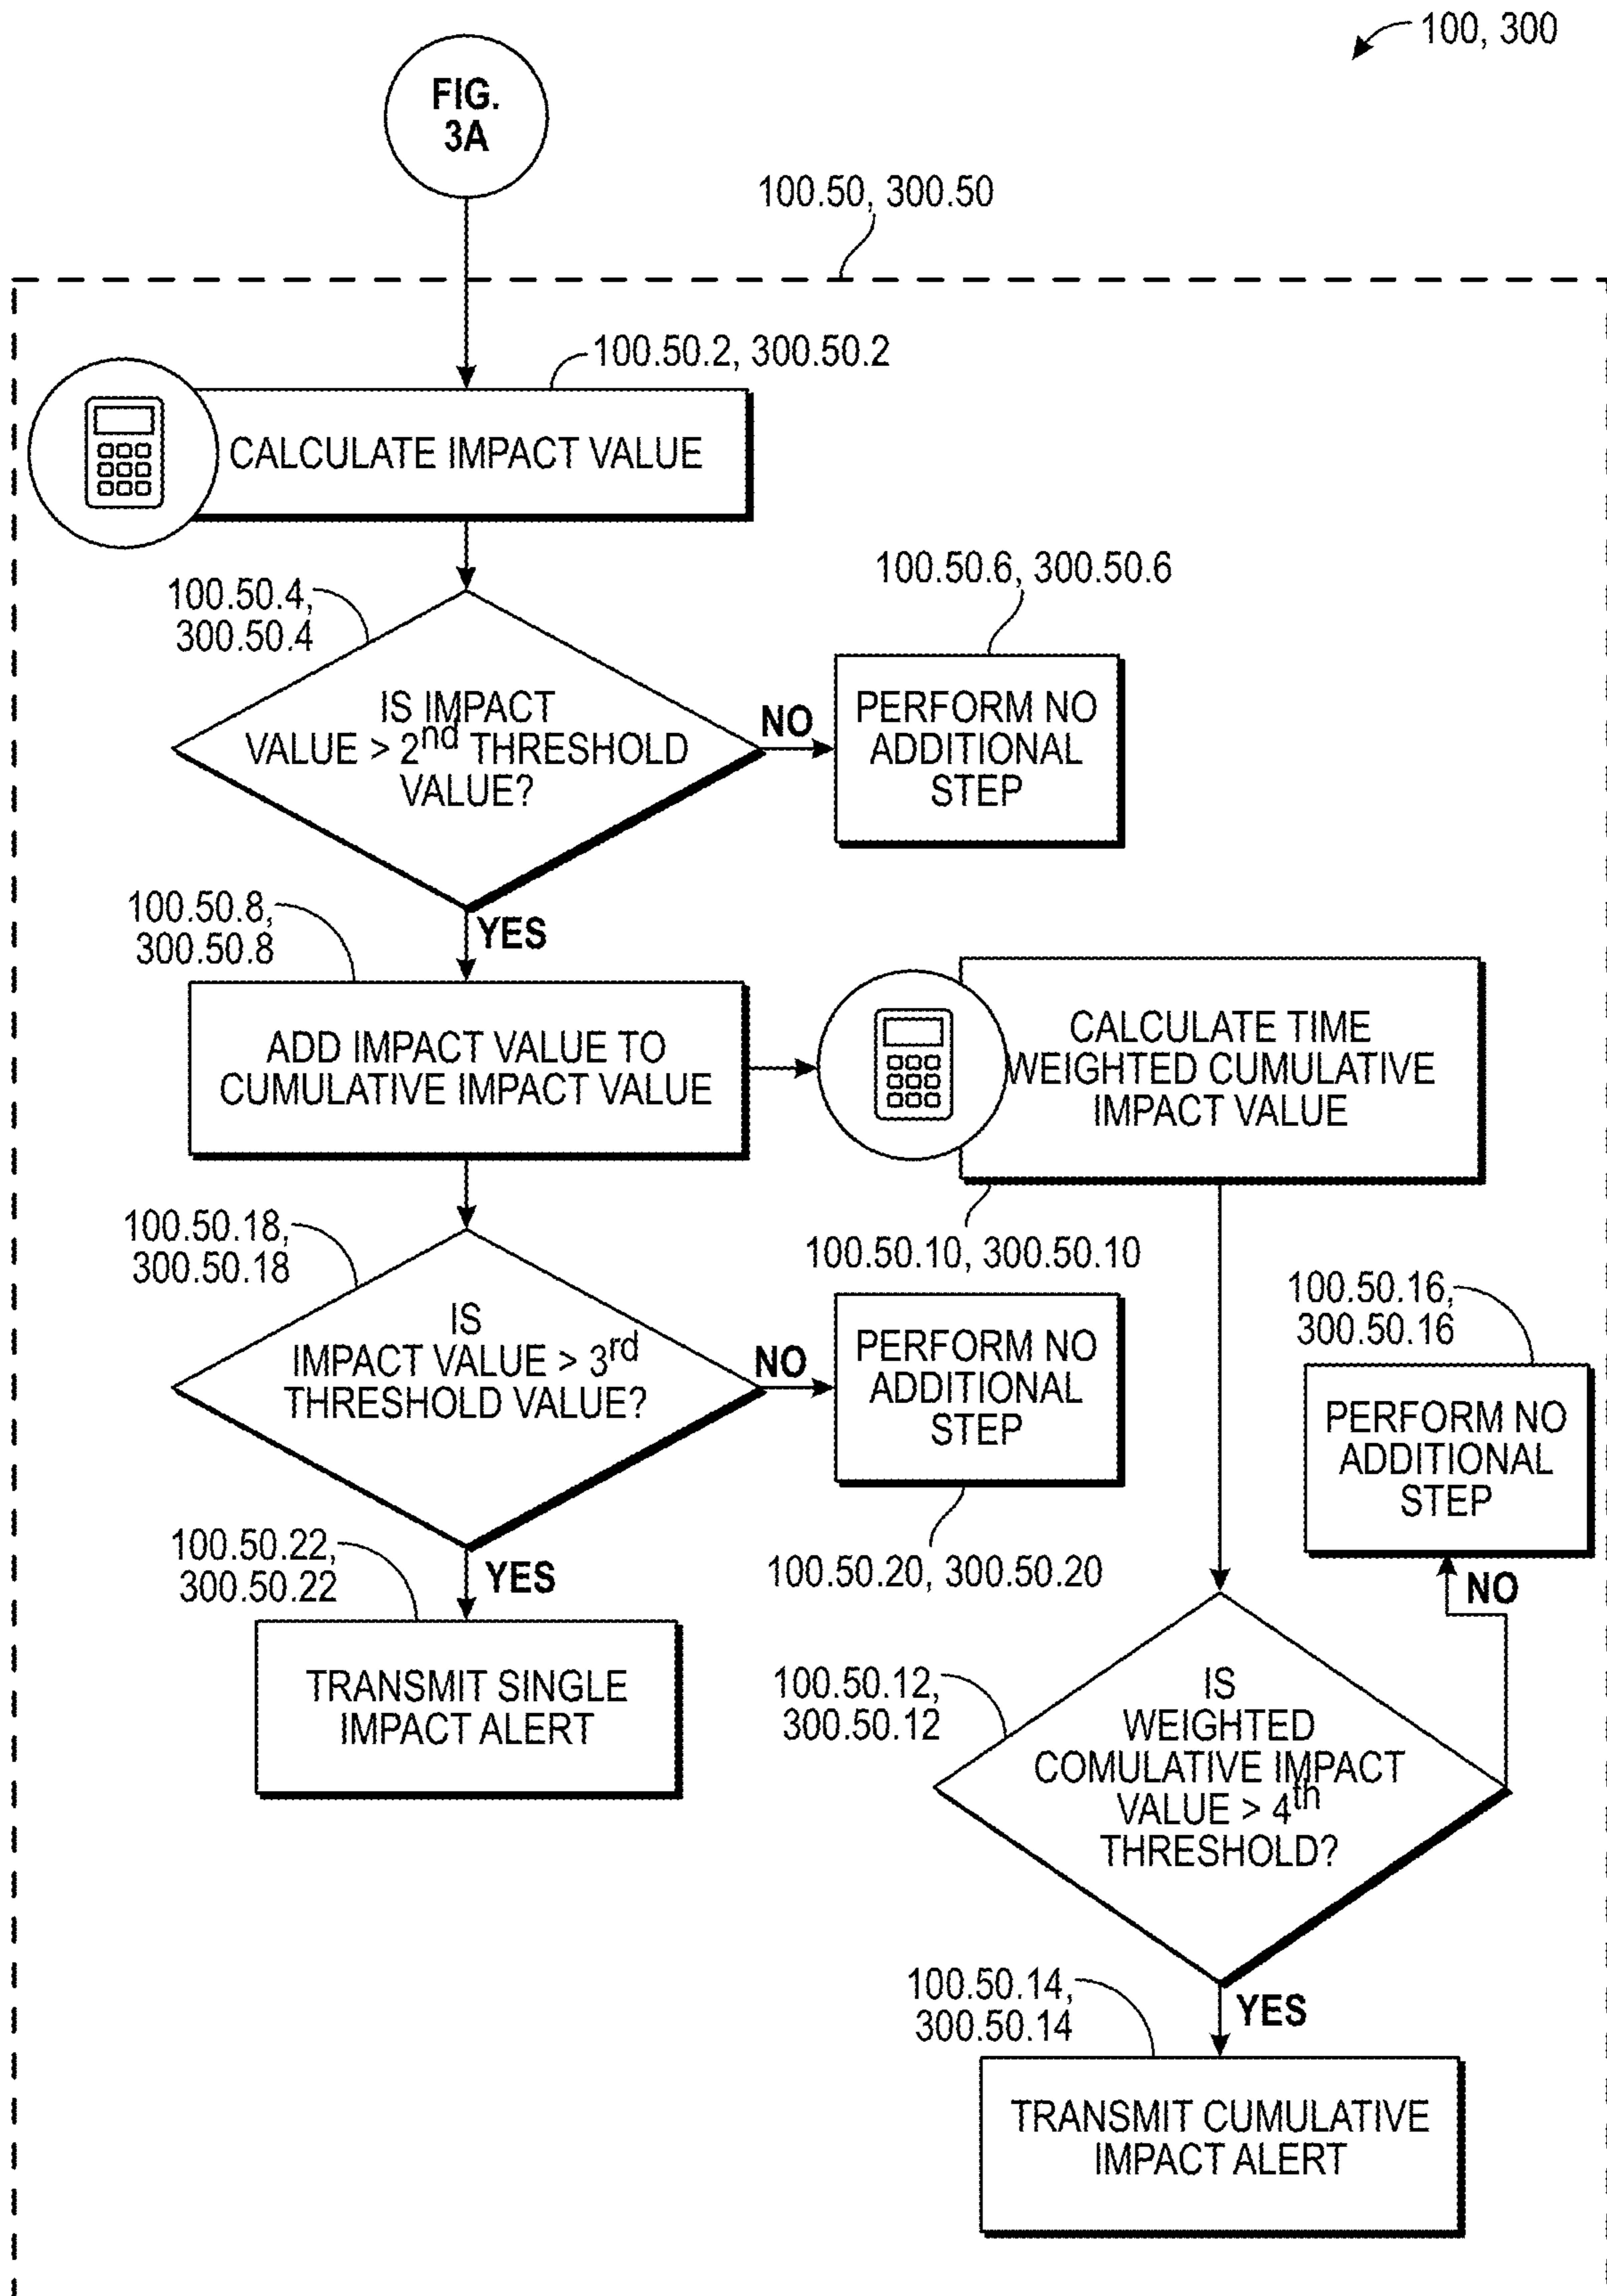 100, 300
FIG.
3A
100.50, 300.50
100.50.2, 300.50.2
CALCULATE IMPACT VALUE
100.50.4,
300.50.4
IS IMPACT
VALUE > 2nd THRESHOLD
VALUE?
NO
100.50.6, 300.50.6
PERFORM NO
ADDITIONAL
STEP
YES
100.50.8,
300.50.8
ADD IMPACT VALUE TO
CUMULATIVE IMPACT VALUE
CALCULATE TIME
WEIGHTED CUMULATIVE
IMPACT VALUE
100.50.10, 300.50.10
100.50.18,
300.50.18
IS
IMPACT VALUE > 3rd
THRESHOLD VALUE?
NO
PERFORM NO
ADDITIONAL
STEP
100.50.20, 300.50.20
100.50.16,
300.50.16
PERFORM NO
ADDITIONAL
STEP
NO
YES
100.50.22,
300.50.22
TRANSMIT SINGLE
IMPACT ALERT
100.50.12,
300.50.12
IS
WEIGHTED
COMULATIVE IMPACT
VALUE > 4th
THRESHOLD?
YES
100.50.14,
300.50.14
TRANSMIT CUMULATIVE
IMPACT ALERT